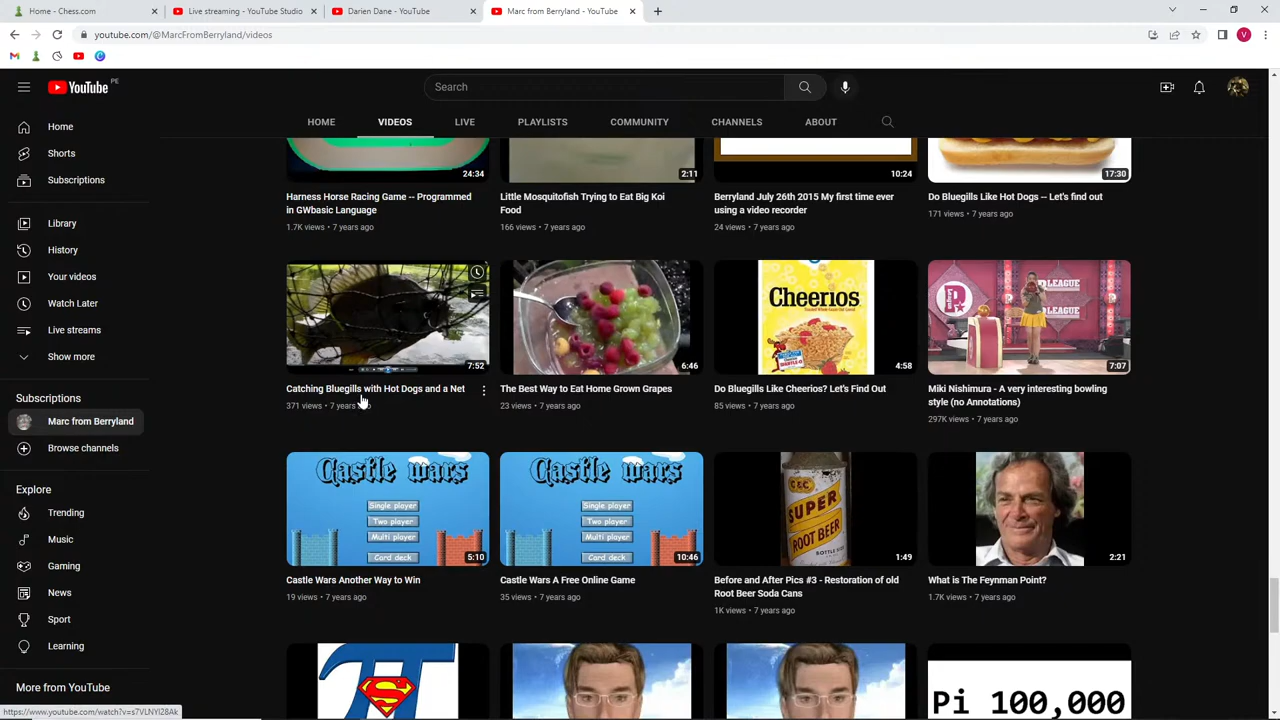 Home - Chess.com
Live streaming - YouTube Studio
Darien Dane - YouTube
Marc from Berryland - YouTube
youtube.com/@MarcFromBerryland/videos
V
YouTube PE
Search
HOME VIDEOS LIVE PLAYLISTS COMMUNITY CHANNELS ABOUT
Home
Shorts
Subscriptions
Library
History
Your videos
Watch Later
Live streams
Show more
Subscriptions
Marc from Berryland
Browse channels
Explore
Trending
Music
Gaming
News
Sport
Learning
More from YouTube
24:34
Harness Horse Racing Game -- Programmed
in GWbasic Language
1.7K views • 7 years ago
2:11
Little Mosquitofish Trying to Eat Big Koi
Food
166 views • 7 years ago
10:24
Berryland July 26th 2015 My first time ever
using a video recorder
24 views • 7 years ago
17:30
Do Bluegills Like Hot Dogs -- Let's find out
171 views • 7 years ago
7:52
Catching Bluegills with Hot Dogs and a Net
371 views • 7 years ago
6:46
The Best Way to Eat Home Grown Grapes
23 views • 7 years ago
Cheerios
4:58
Do Bluegills Like Cheerios? Let's Find Out
85 views • 7 years ago
P LEAGUE
7:07
Miki Nishimura - A very interesting bowling
style (no Annotations)
297K views • 7 years ago
Castle wars
Single player
Two player
Multi player
Card deck
5:10
Castle Wars Another Way to Win
19 views • 7 years ago
Castle wars
Single player
Two player
Multi player
Card deck
10:46
Castle Wars A Free Online Game
35 views • 7 years ago
C&C
SUPER
ROOT BEER
1:49
Before and After Pics #3 - Restoration of old
Root Beer Soda Cans
1K views • 7 years ago
2:21
What is The Feynman Point?
1.7K views • 7 years ago
S
Pi 100,000
https://www.youtube.com/watch?v=s7VLNYI28Ak